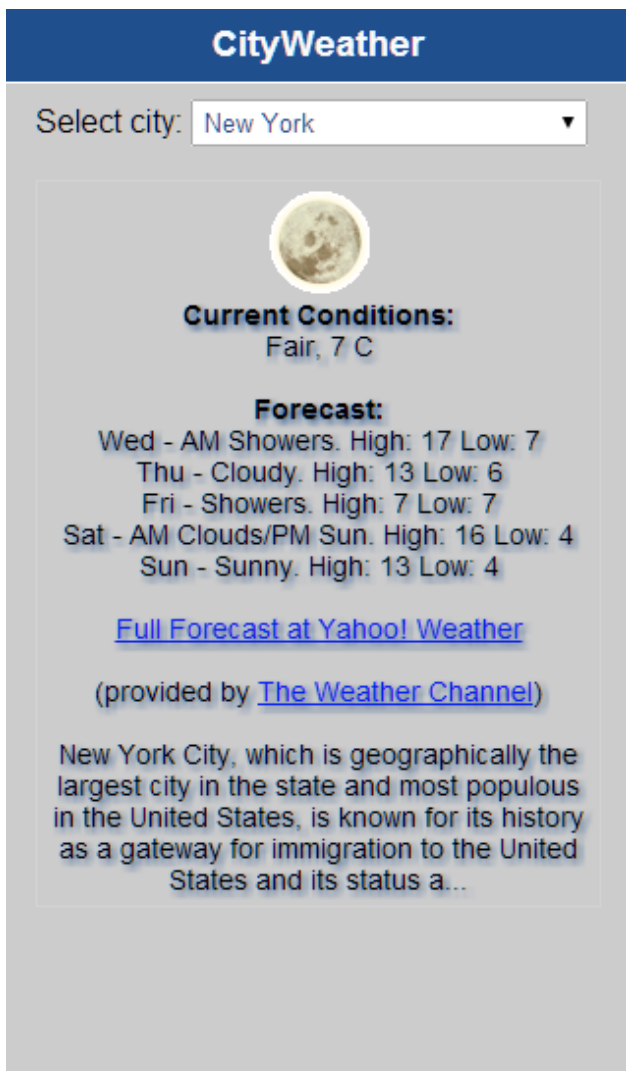 CityWeather
Select city: New York
Current Conditions:
Fair, 7 C
Forecast:
Wed - AM Showers. High: 17 Low: 7
Thu - Cloudy. High: 13 Low: 6
Fri - Showers. High: 7 Low: 7
Sat - AM Clouds/PM Sun. High: 16 Low: 4
Sun - Sunny. High: 13 Low: 4
Full Forecast at Yahoo! Weather
(provided by The Weather Channel)
New York City, which is geographically the
largest city in the state and most populous
in the United States, is known for its history
as a gateway for immigration to the United
States and its status a...